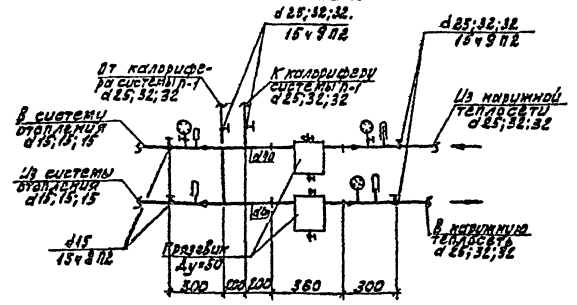 d25;32;32.
15ч9П2
d25;32;32
15ч9П2
От калорифе-
ра системы П-1
d25;32;32
К калориферу
системы П-1
d25;32;32
В систему
отопления
d15;15;15
Из наружной
теплосети
d25;32;32
Из системы
отопления
d15;15;15
d15
15ч9П2
Грязевик
Ду=50
В наружную
теплосеть
d25;32;32
300
200
200
360
300